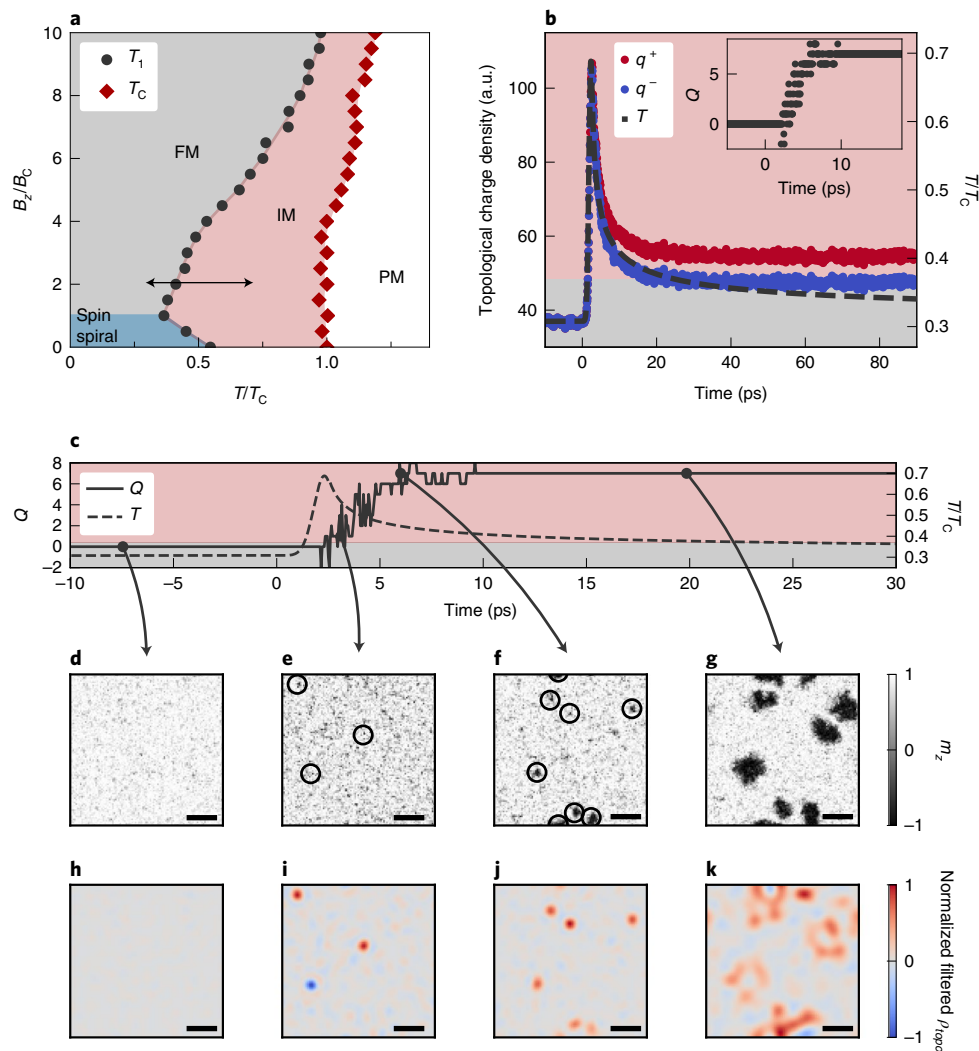 a
10
8
6
4
2
0
B_z/B_C
T_1
T_C
FM
IM
PM
Spin
spiral
0
0.5
1.0
T/T_C
b
Topological charge density (a.u.)
100
80
60
40
q^+
q^−
T
Q
5
0
0
10
Time (ps)
0.7
0.6
0.5
0.4
0.3
T/T_C
0
20
40
60
80
Time (ps)
c
Q
8
6
4
2
0
−2
Q
T
0.7
0.6
0.5
0.4
0.3
T/T_C
−10
−5
0
5
10
15
20
25
30
Time (ps)
d
e
f
g
1
0
−1
m_z
h
i
j
k
1
0
−1
Normalized filtered ρ_topo